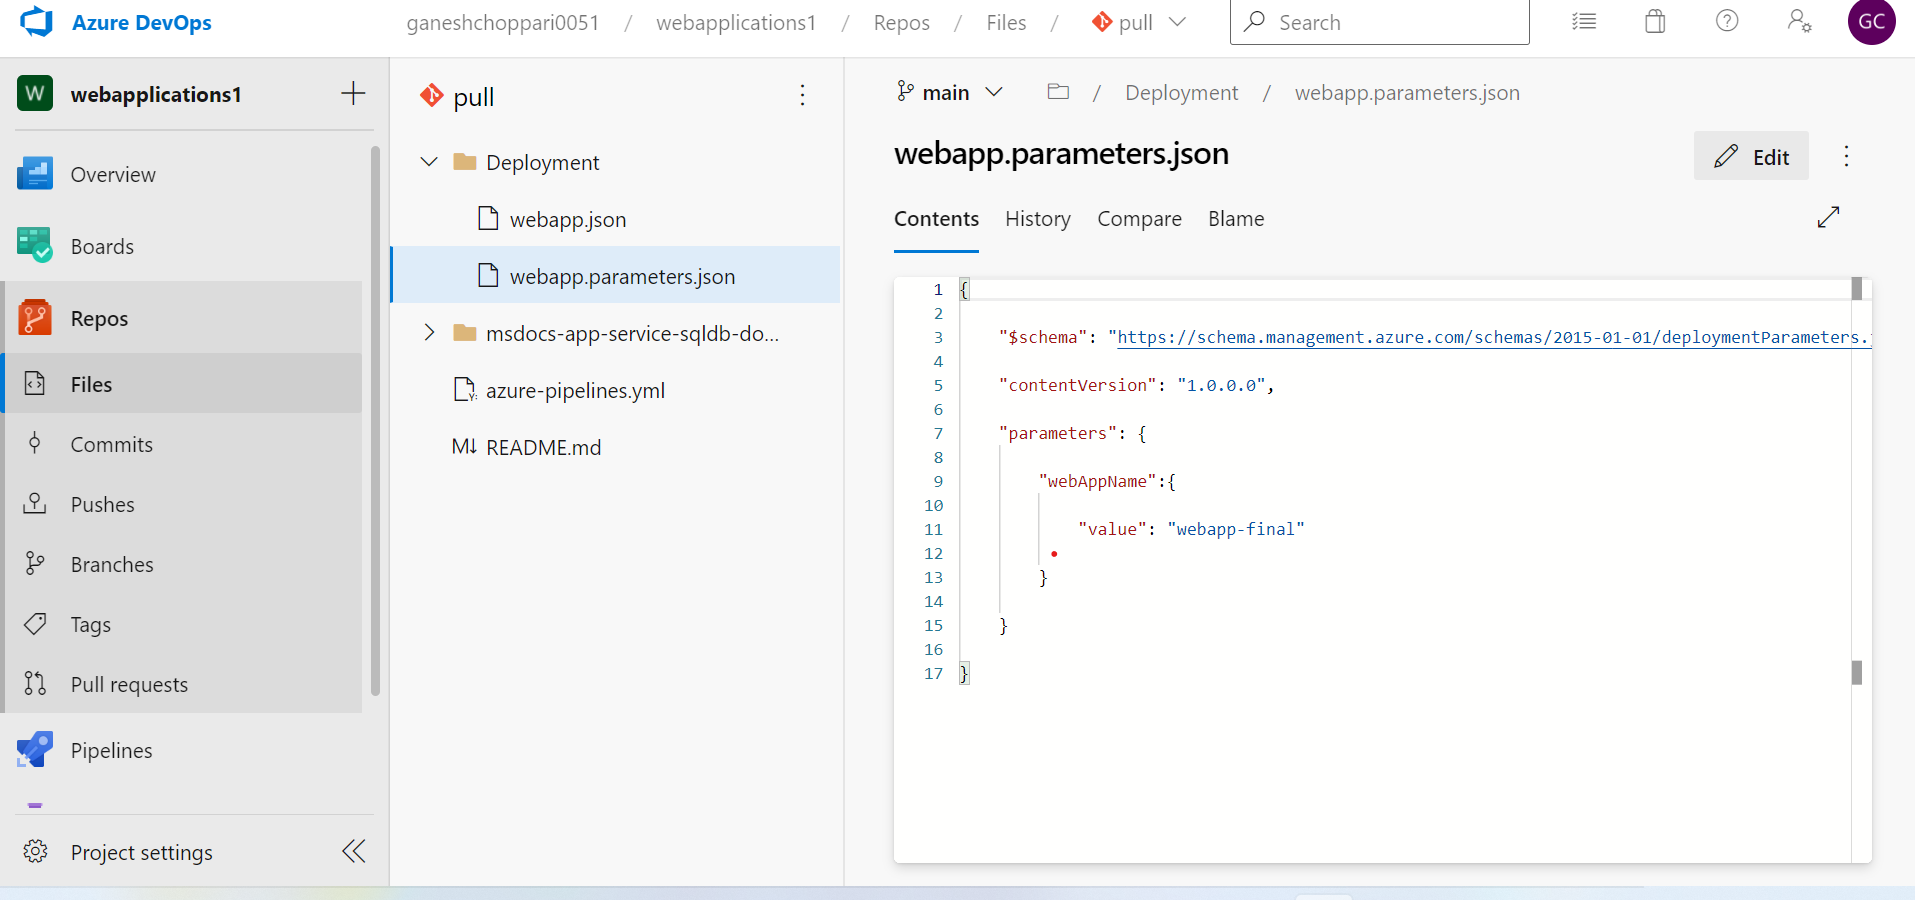 Azure DevOps
ganeshchoppari0051 / webapplications1 / Repos / Files / pull
Search
GC
W webapplications1
Overview
Boards
Repos
Files
Commits
Pushes
Branches
Tags
Pull requests
Pipelines
Project settings
pull
Deployment
webapp.json
webapp.parameters.json
msdocs-app-service-sqldb-do...
azure-pipelines.yml
README.md
main / Deployment / webapp.parameters.json
webapp.parameters.json
Edit
Contents History Compare Blame
1 {
2
3 "$schema": "https://schema.management.azure.com/schemas/2015-01-01/deploymentParameters.
4
5 "contentVersion": "1.0.0.0",
6
7 "parameters": {
8
9 "webAppName":{
10
11 "value": "webapp-final"
12
13 }
14
15 }
16
17 }